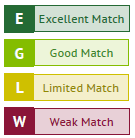 E Excellent Match
G Good Match
L Limited Match
W Weak Match